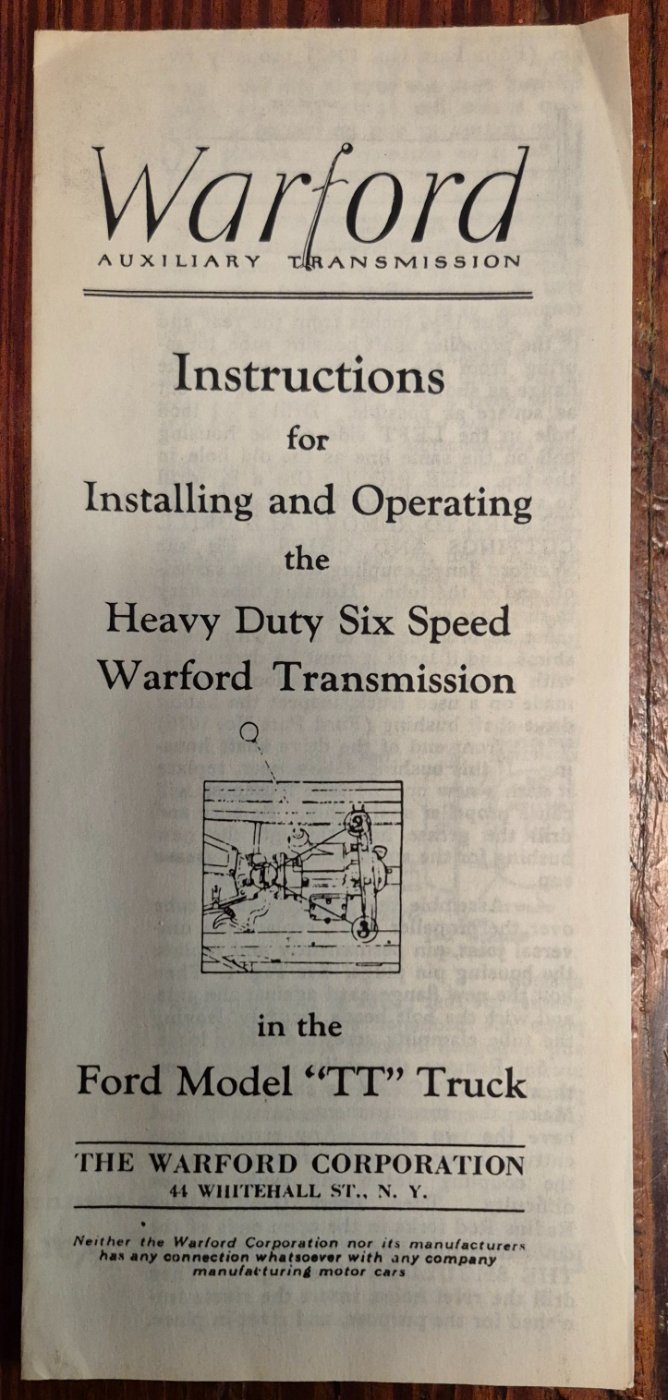 Warford
AUXILIARY TRANSMISSION
Instructions
for
Installing and Operating
the
Heavy Duty Six Speed
Warford Transmission
in the
Ford Model “TT” Truck
THE WARFORD CORPORATION
44 WHITEHALL ST., N. Y.
Neither the Warford Corporation nor its manufacturers
has any connection whatsoever with any company
manufacturing motor cars